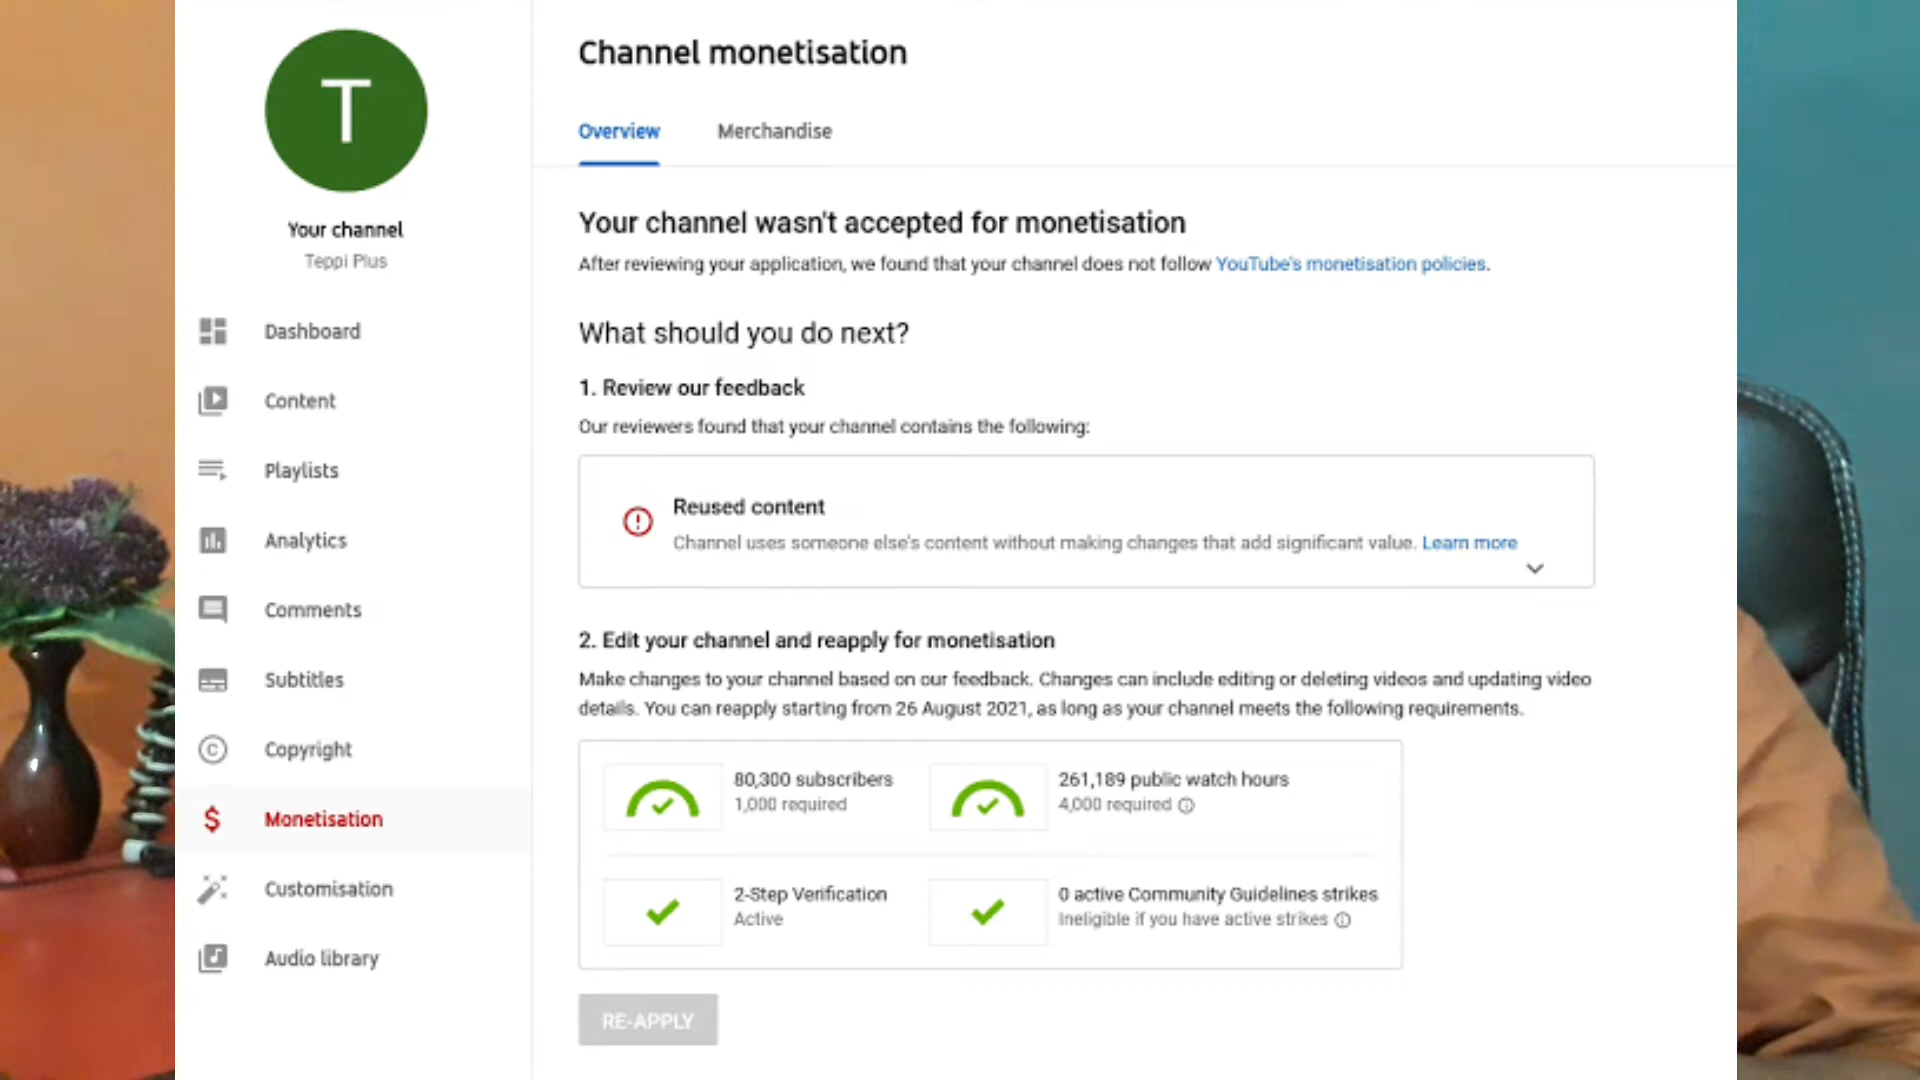 T
Your channel
Teppi Plus
Dashboard
Content
Playlists
Analytics
Comments
Subtitles
Copyright
Monetisation
Customisation
Audio library
Channel monetisation
Overview
Merchandise
Your channel wasn't accepted for monetisation
After reviewing your application, we found that your channel does not follow YouTube's monetisation policies.
What should you do next?
1. Review our feedback
Our reviewers found that your channel contains the following:
Reused content
Channel uses someone else's content without making changes that add significant value. Learn more
2. Edit your channel and reapply for monetisation
Make changes to your channel based on our feedback. Changes can include editing or deleting videos and updating video
details. You can reapply starting from 26 August 2021, as long as your channel meets the following requirements.
80,300 subscribers
1,000 required
261,189 public watch hours
4,000 required
2-Step Verification
Active
0 active Community Guidelines strikes
Ineligible if you have active strikes
RE-APPLY